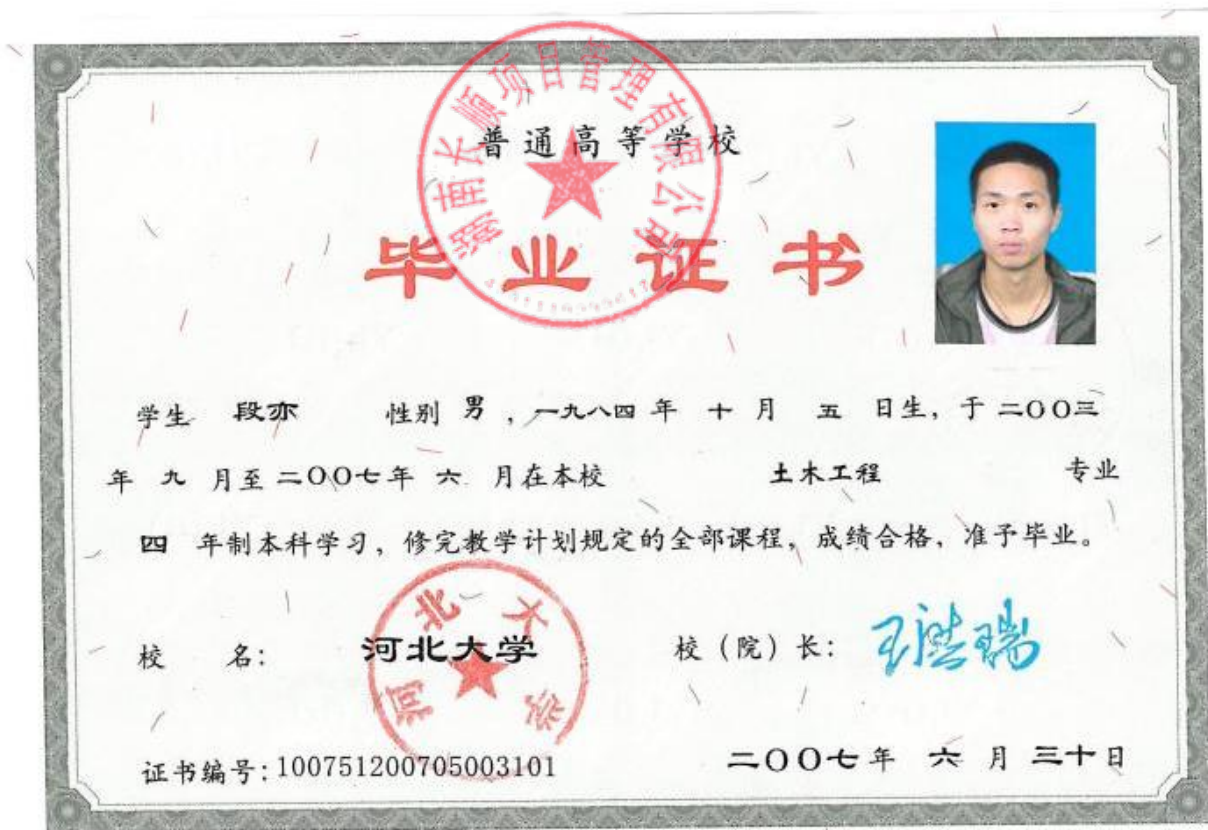 湖南长顺项目管理有限公司
普通高等学校
毕业证书
学生 段亦 性别 男 ，一九八四 年 十 月 五 日生，于 二〇〇三
年 九 月至 二〇〇七年 六 月在本校 土木工程 专业
四 年制本科学习，修完教学计划规定的全部课程，成绩合格，准予毕业。
河北大学
校 名： 河北大学 校（院）长：
证书编号：100751200705003101 二〇〇七年 六 月 三十日